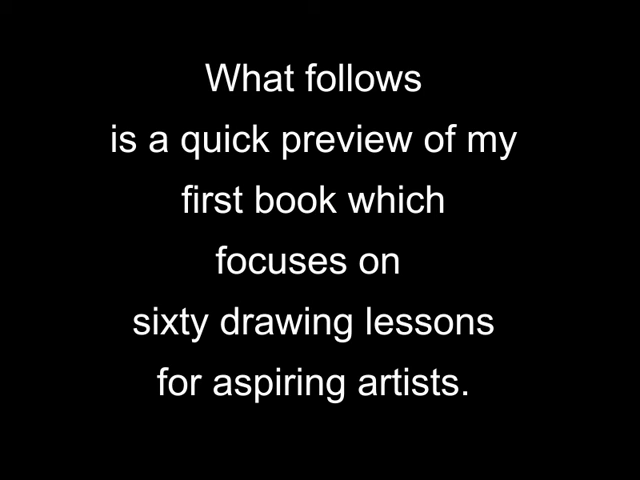 What follows
is a quick preview of my
first book which
focuses on
sixty drawing lessons
for aspiring artists.